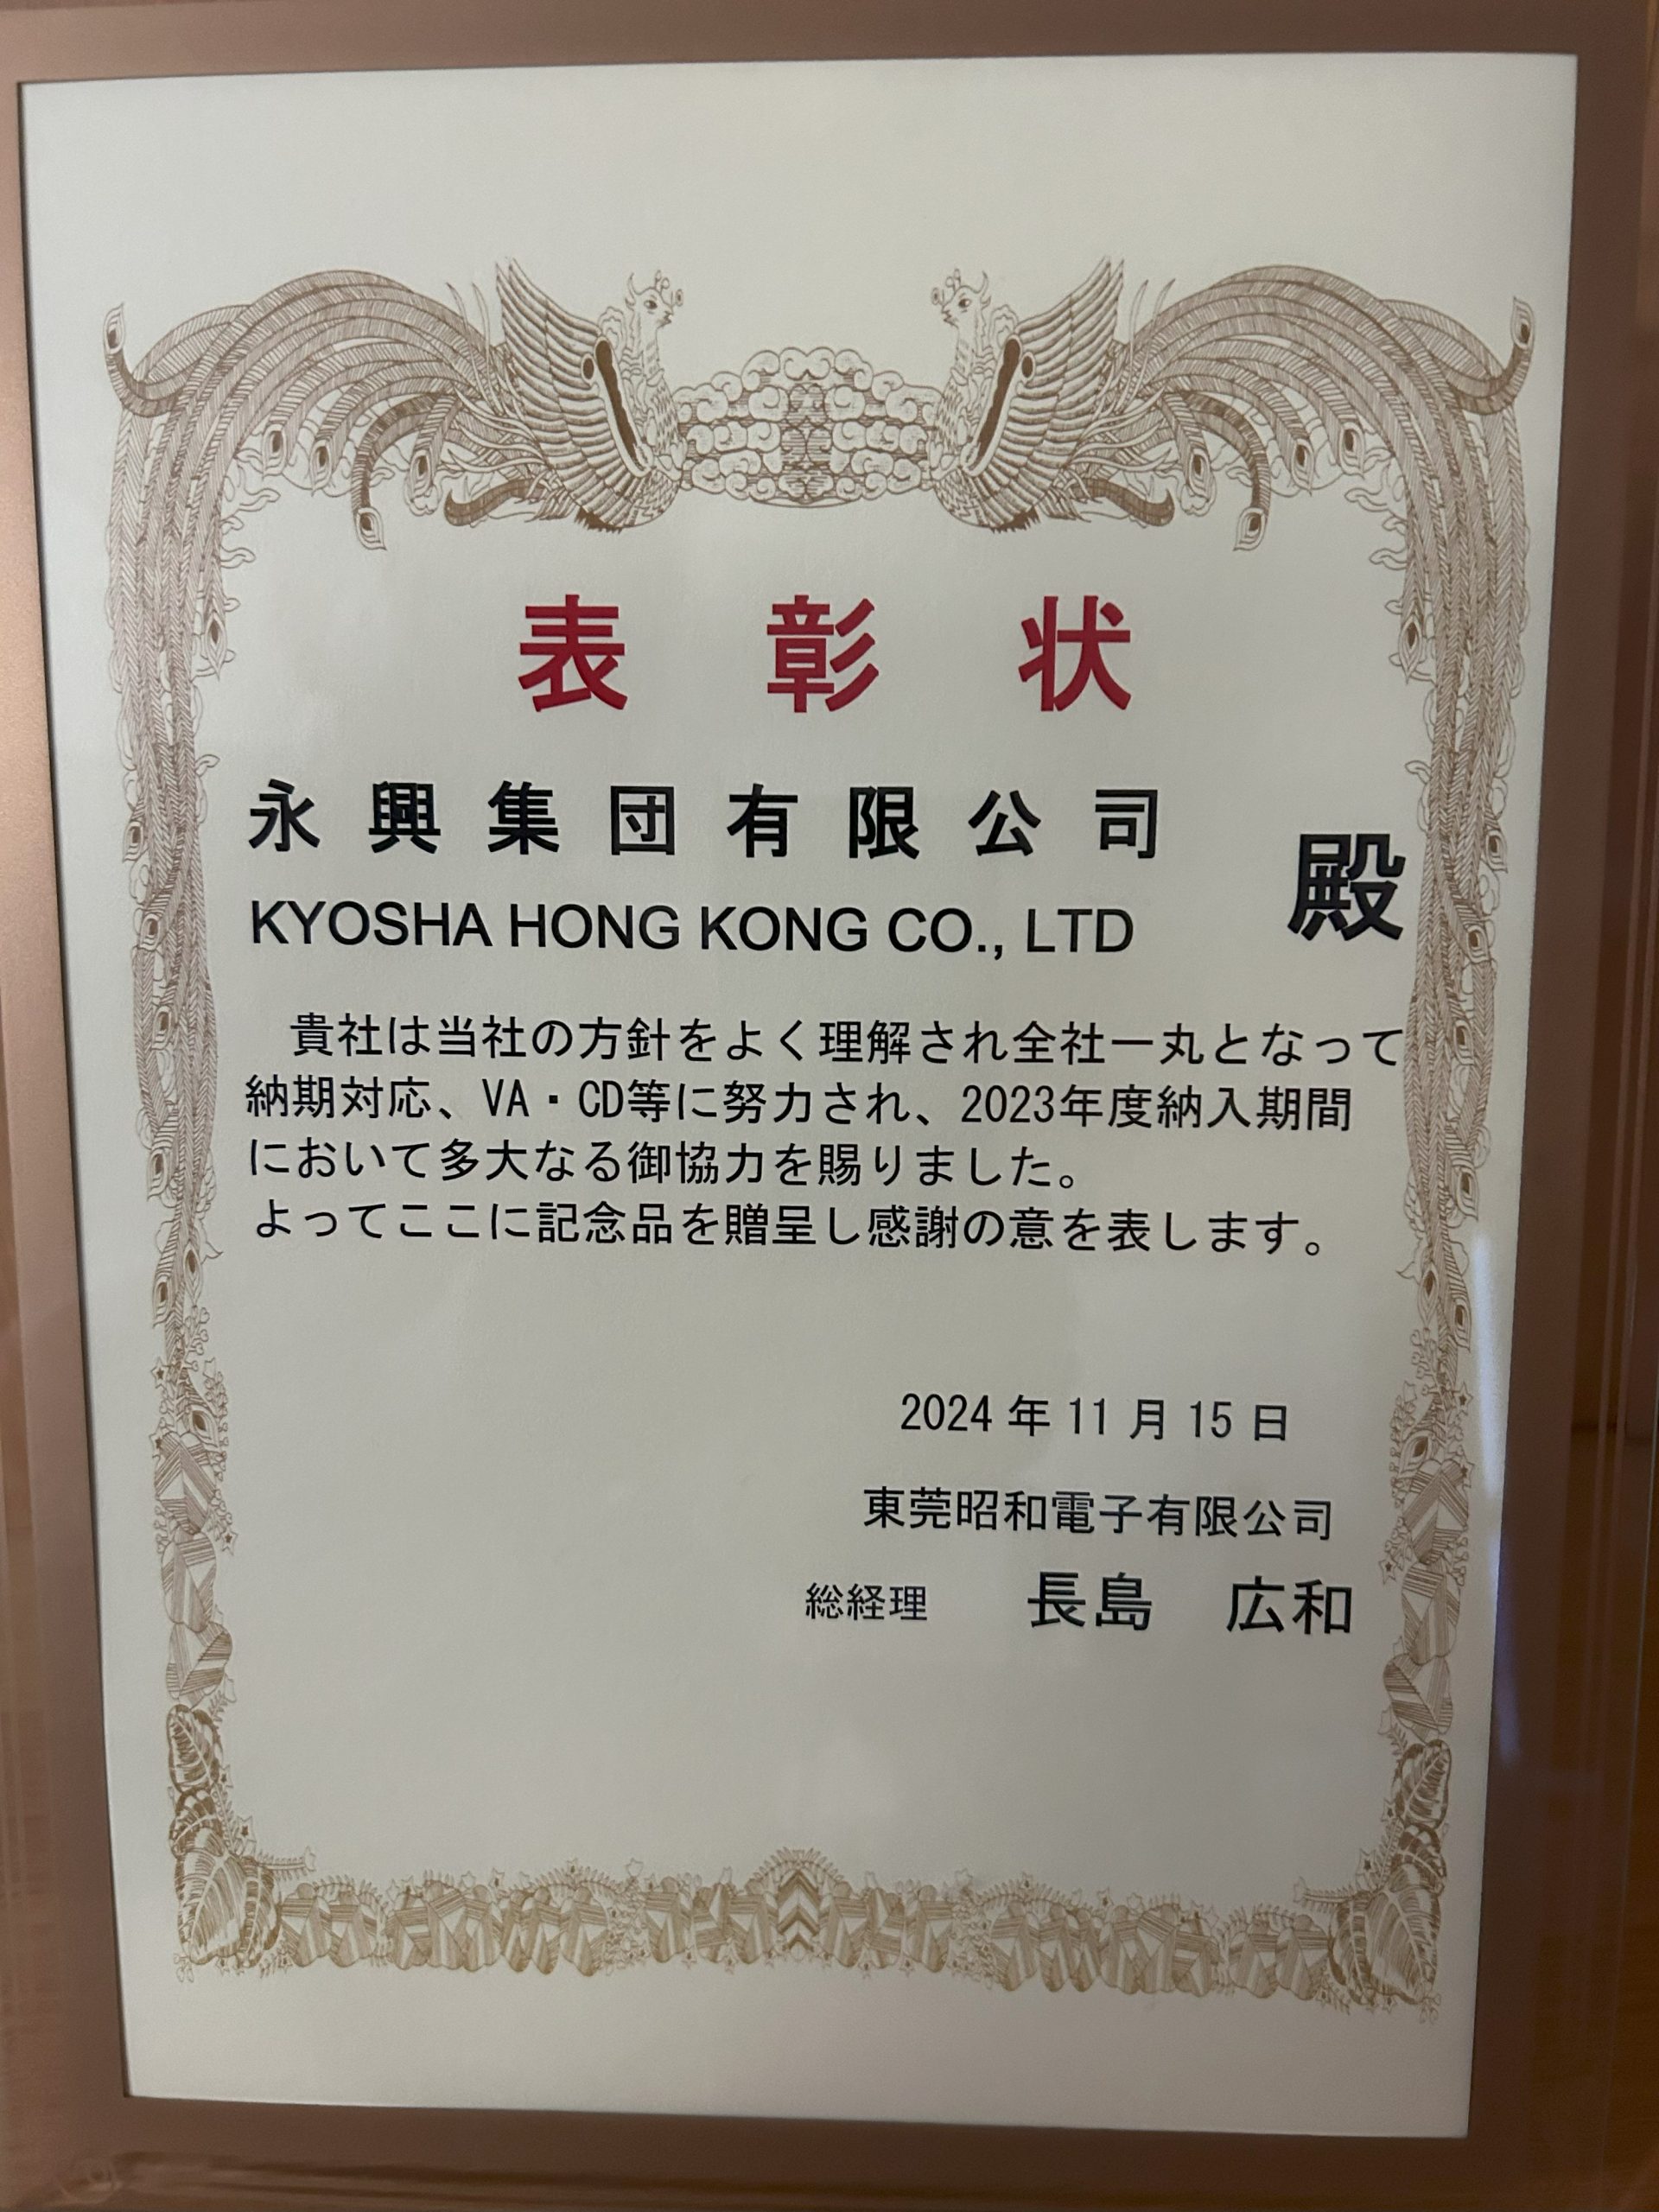 表彰状
永興集団有限公司
KYOSHA HONG KONG CO., LTD
殿
貴社は当社の方針をよく理解され全社一丸となって
納期対応、VA・CD等に努力され、2023年度納入期間
において多大なる御協力を賜りました。
よってここに記念品を贈呈し感謝の意を表します。
2024 年 11 月 15 日
東莞昭和電子有限公司
総経理 長島 広和